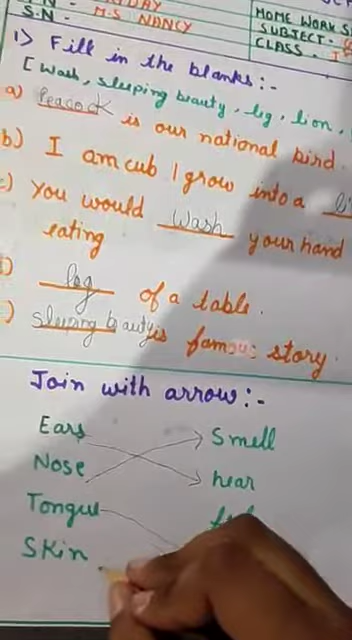 S.N - M.S NANCY
HOME WORK
SUBJECT -
CLASS -
1) Fill in the blanks :-
[Wash, sleeping beauty, leg, lion,
a) Peacock is our national bird.
b) I am cub I grow into a
You would wash your hand
eating
leg of a table.
sleeping beauty is famous story.
Join with arrow :-
Ears Smell
Nose hear
Tongue
Skin